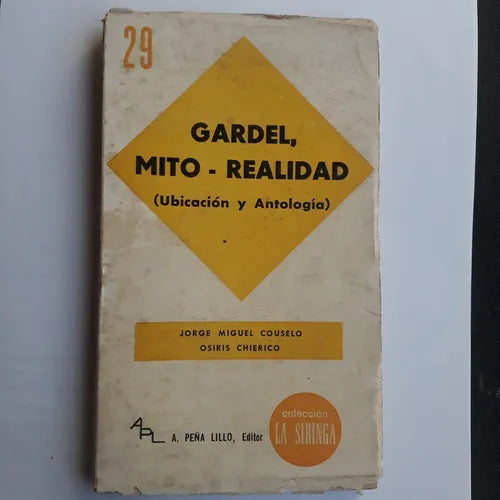 29
GARDEL,
MITO - REALIDAD
(Ubicación y Antología)
JORGE MIGUEL COUSELO
OSIRIS CHIERICO
APL A. PEÑA LILLO, Editor
colección
LA SIRINGA